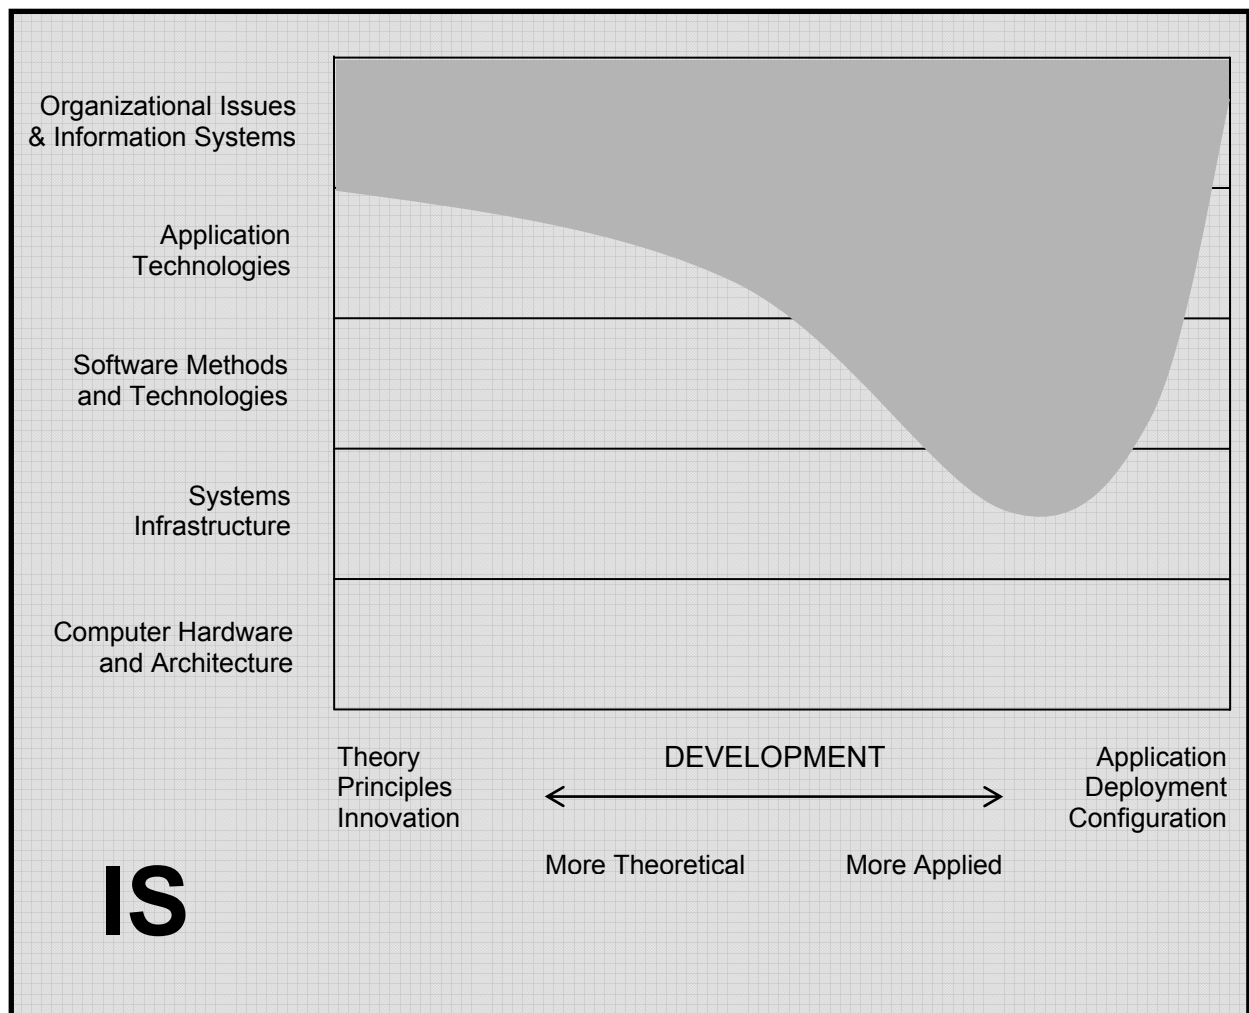 Organizational Issues
& Information Systems
Application
Technologies
Software Methods
and Technologies
Systems
Infrastructure
Computer Hardware
and Architecture
Theory
Principles
Innovation
DEVELOPMENT
Application
Deployment
Configuration
More Theoretical
More Applied
IS